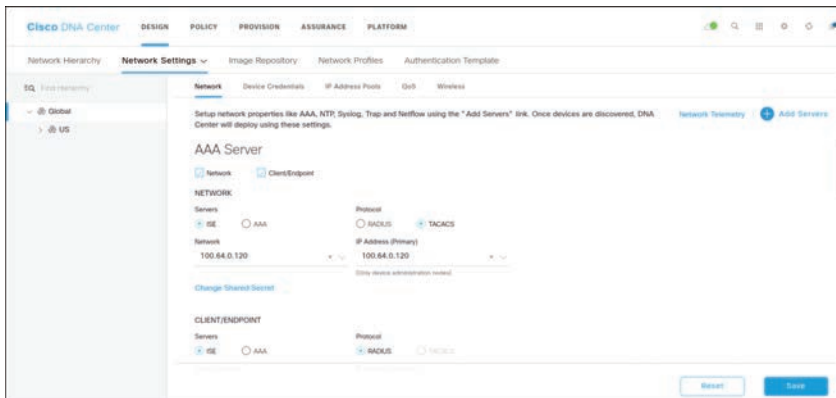 Cisco DNA Center DESIGN POLICY PROVISION ASSURANCE PLATFORM
Network Hierarchy Network Settings Image Repository Network Profiles Authentication Template
EQ Find Hierarchy
Network Device Credentials IP Address Pools QoS Wireless
Global
US
Setup network properties like AAA, NTP, Syslog, Trap and Netflow using the "Add Servers" link. Once devices are discovered, DNA
Center will deploy using these settings.
Network Telemetry Add Servers
AAA Server
Network Client/Endpoint
NETWORK
Servers Protocol
ISE AAA RADIUS TACACS
Network IP Address (Primary)
100.64.0.120 100.64.0.120
Change Shared Secret
CLIENT/ENDPOINT
Servers Protocol
ISE AAA RADIUS TACACS
Reset Save